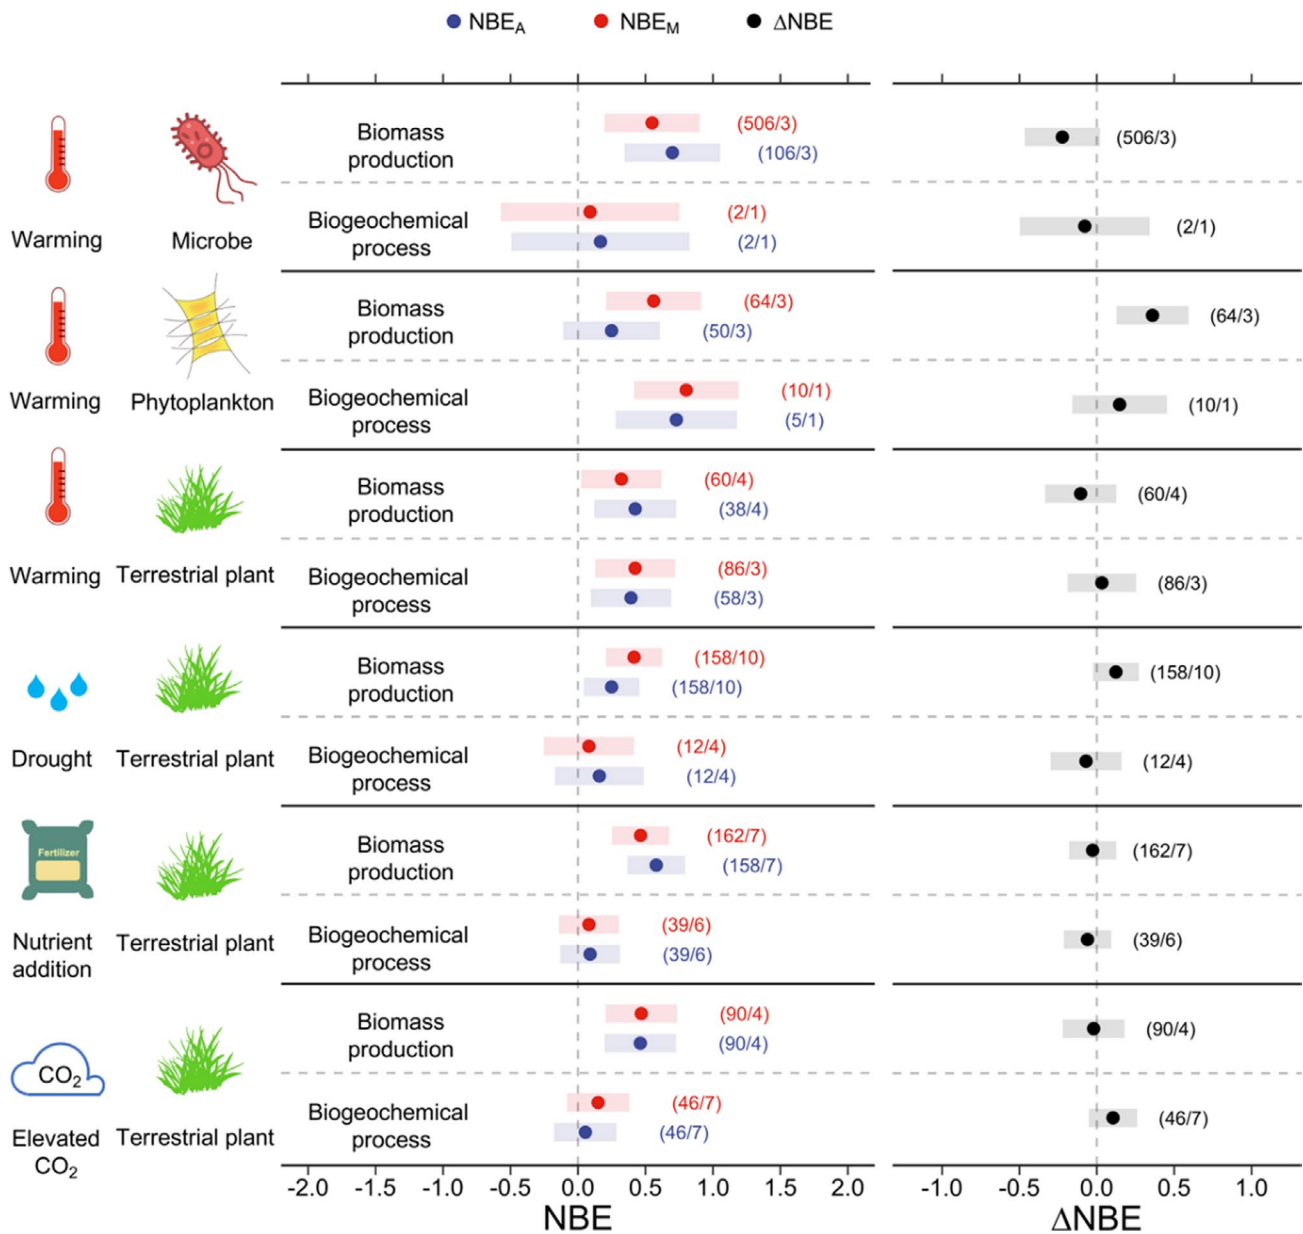 NBEA NBEM ΔNBE
Biomass
production
(506/3)
(106/3)
(506/3)
Warming Microbe
Biogeochemical
process
(2/1)
(2/1)
(2/1)
Biomass
production
(64/3)
(50/3)
(64/3)
Warming Phytoplankton
Biogeochemical
process
(10/1)
(5/1)
(10/1)
Biomass
production
(60/4)
(38/4)
(60/4)
Warming Terrestrial plant
Biogeochemical
process
(86/3)
(58/3)
(86/3)
Biomass
production
(158/10)
(158/10)
(158/10)
Drought Terrestrial plant
Biogeochemical
process
(12/4)
(12/4)
(12/4)
Fertilizer
Biomass
production
(162/7)
(158/7)
(162/7)
Nutrient
addition
Terrestrial plant
Biogeochemical
process
(39/6)
(39/6)
(39/6)
CO2
Biomass
production
(90/4)
(90/4)
(90/4)
Elevated
CO2
Terrestrial plant
Biogeochemical
process
(46/7)
(46/7)
(46/7)
-2.0 -1.5 -1.0 -0.5 0.0 0.5 1.0 1.5 2.0
NBE
-1.0 -0.5 0.0 0.5 1.0
ΔNBE